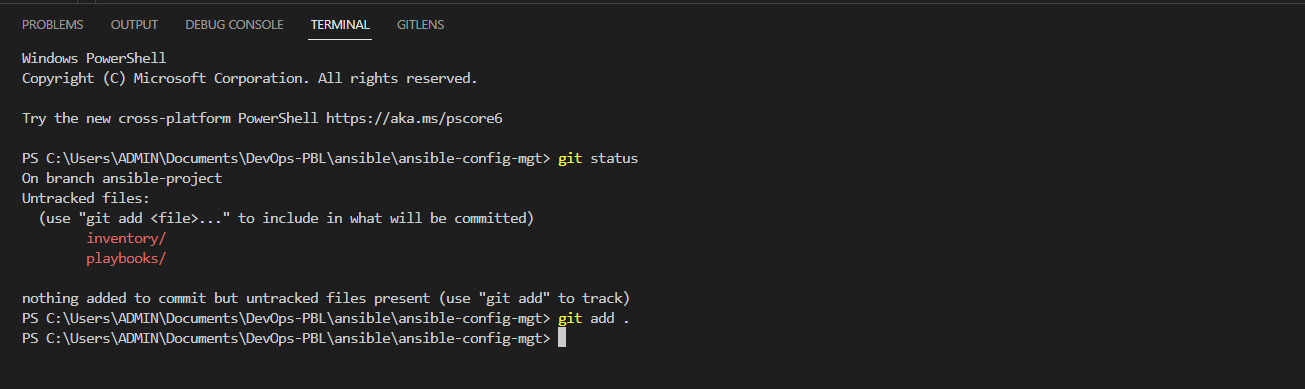 PROBLEMS OUTPUT DEBUG CONSOLE TERMINAL GITLENS
Windows PowerShell
Copyright (C) Microsoft Corporation. All rights reserved.
Try the new cross-platform PowerShell https://aka.ms/pscore6
PS C:\Users\ADMIN\Documents\DevOps-PBL\ansible\ansible-config-mgt> git status
On branch ansible-project
Untracked files:
  (use "git add <file>..." to include in what will be committed)
        inventory/
        playbooks/
nothing added to commit but untracked files present (use "git add" to track)
PS C:\Users\ADMIN\Documents\DevOps-PBL\ansible\ansible-config-mgt> git add .
PS C:\Users\ADMIN\Documents\DevOps-PBL\ansible\ansible-config-mgt>